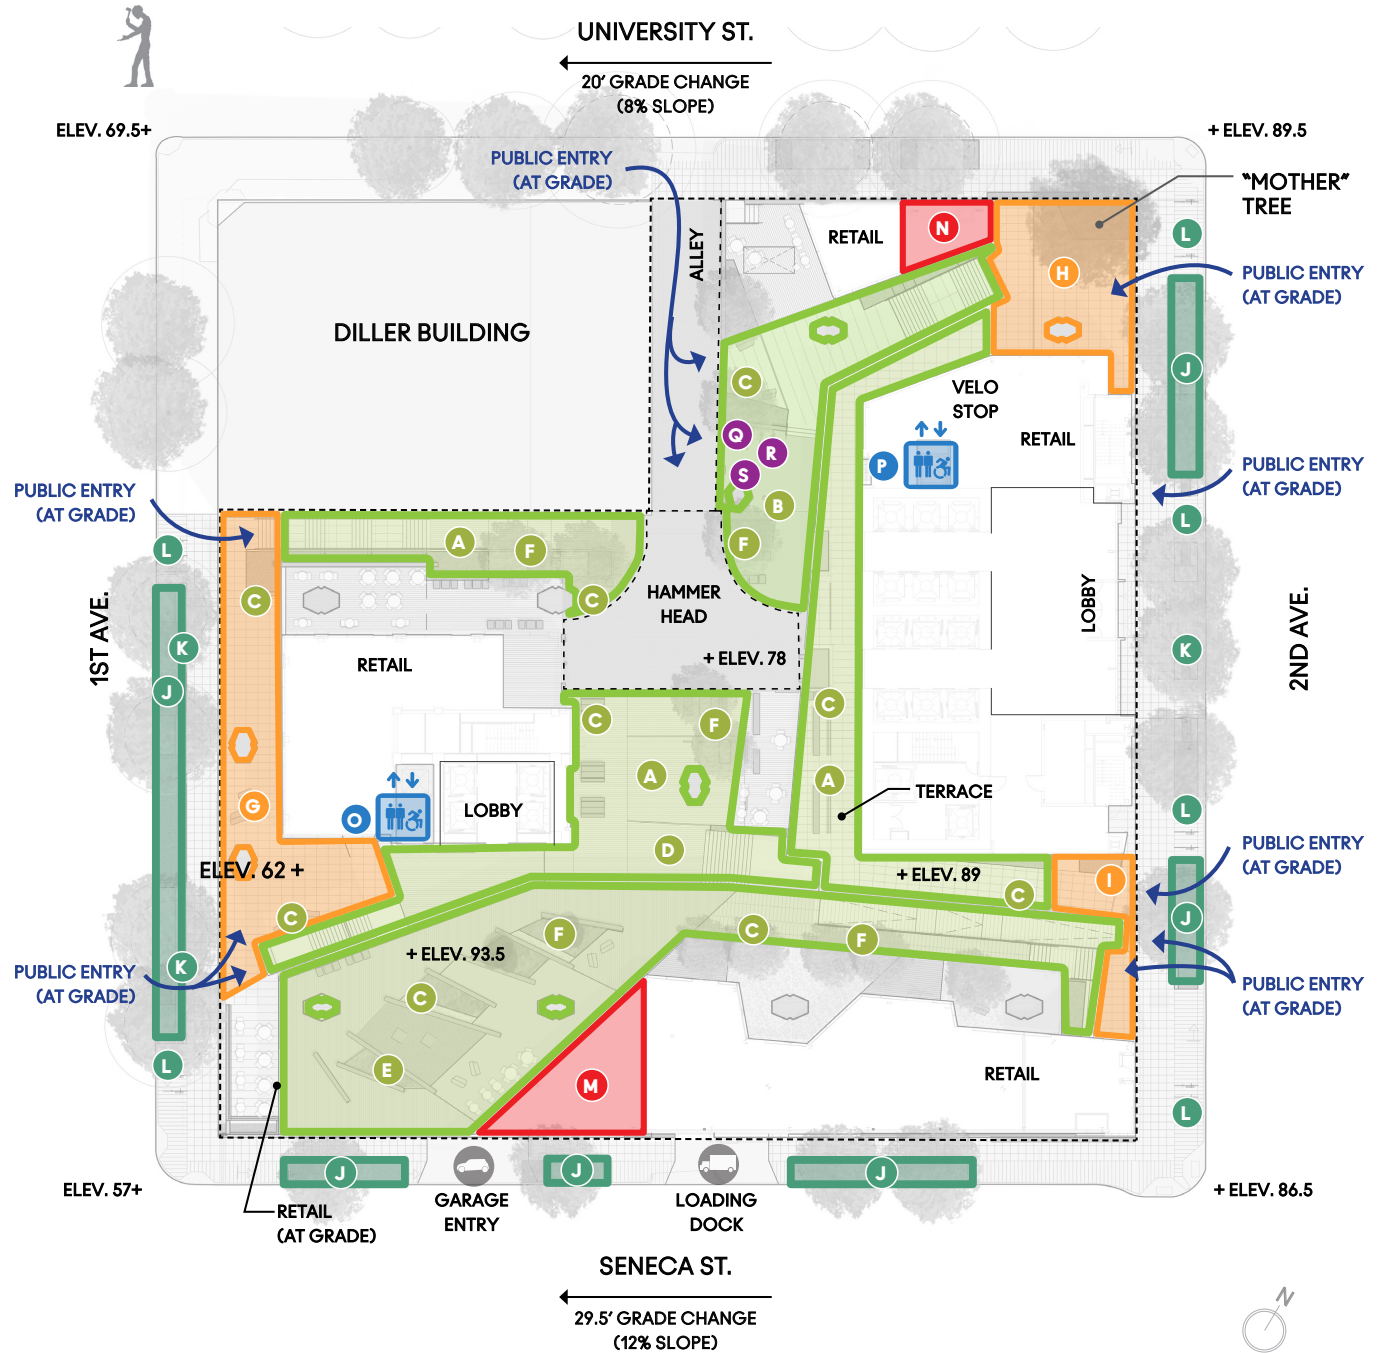 UNIVERSITY ST.
20' GRADE CHANGE
(8% SLOPE)
ELEV. 69.5+
+ ELEV. 89.5
PUBLIC ENTRY
(AT GRADE)
"MOTHER"
TREE
ALLEY
RETAIL
N
L
H
PUBLIC ENTRY
(AT GRADE)
DILLER BUILDING
J
C
VELO
STOP
RETAIL
Q
R
S
P
PUBLIC ENTRY
(AT GRADE)
PUBLIC ENTRY
(AT GRADE)
B
L
L
A
F
F
C
C
HAMMER
HEAD
LOBBY
1ST AVE.
2ND AVE.
K
K
+ ELEV. 78
RETAIL
J
C
F
C
A
A
TERRACE
G
O
LOBBY
L
D
PUBLIC ENTRY
(AT GRADE)
ELEV. 62 +
+ ELEV. 89
I
C
C
J
C
F
F
+ ELEV. 93.5
K
PUBLIC ENTRY
(AT GRADE)
PUBLIC ENTRY
(AT GRADE)
C
L
E
M
RETAIL
L
J
J
J
ELEV. 57+
+ ELEV. 86.5
RETAIL
(AT GRADE)
GARAGE
ENTRY
LOADING
DOCK
SENECA ST.
29.5' GRADE CHANGE
(12% SLOPE)
N